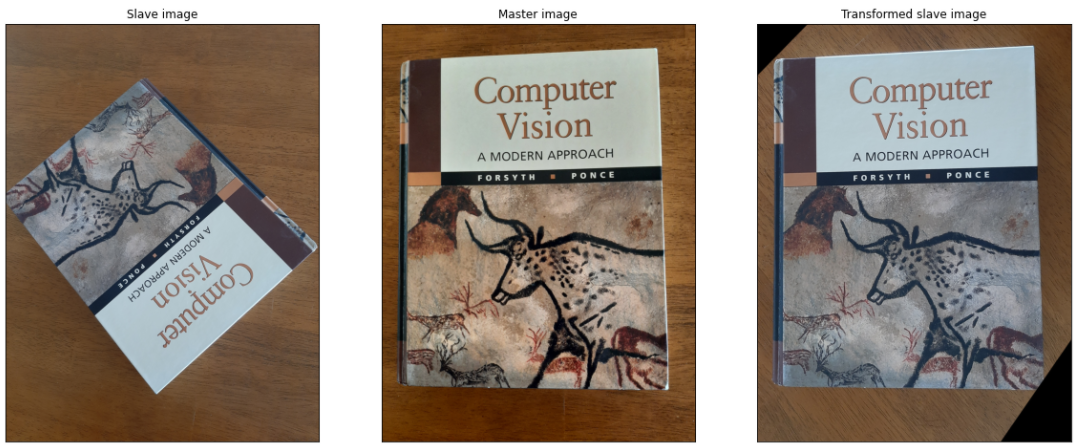 Slave image
Master image
Transformed slave image
Computer
Vision
A MODERN APPROACH
FORSYTH ■ PONCE
Computer
Vision
A MODERN APPROACH
FORSYTH ■ PONCE
Computer
Vision
A MODERN APPROACH
FORSYTH ■ PONCE